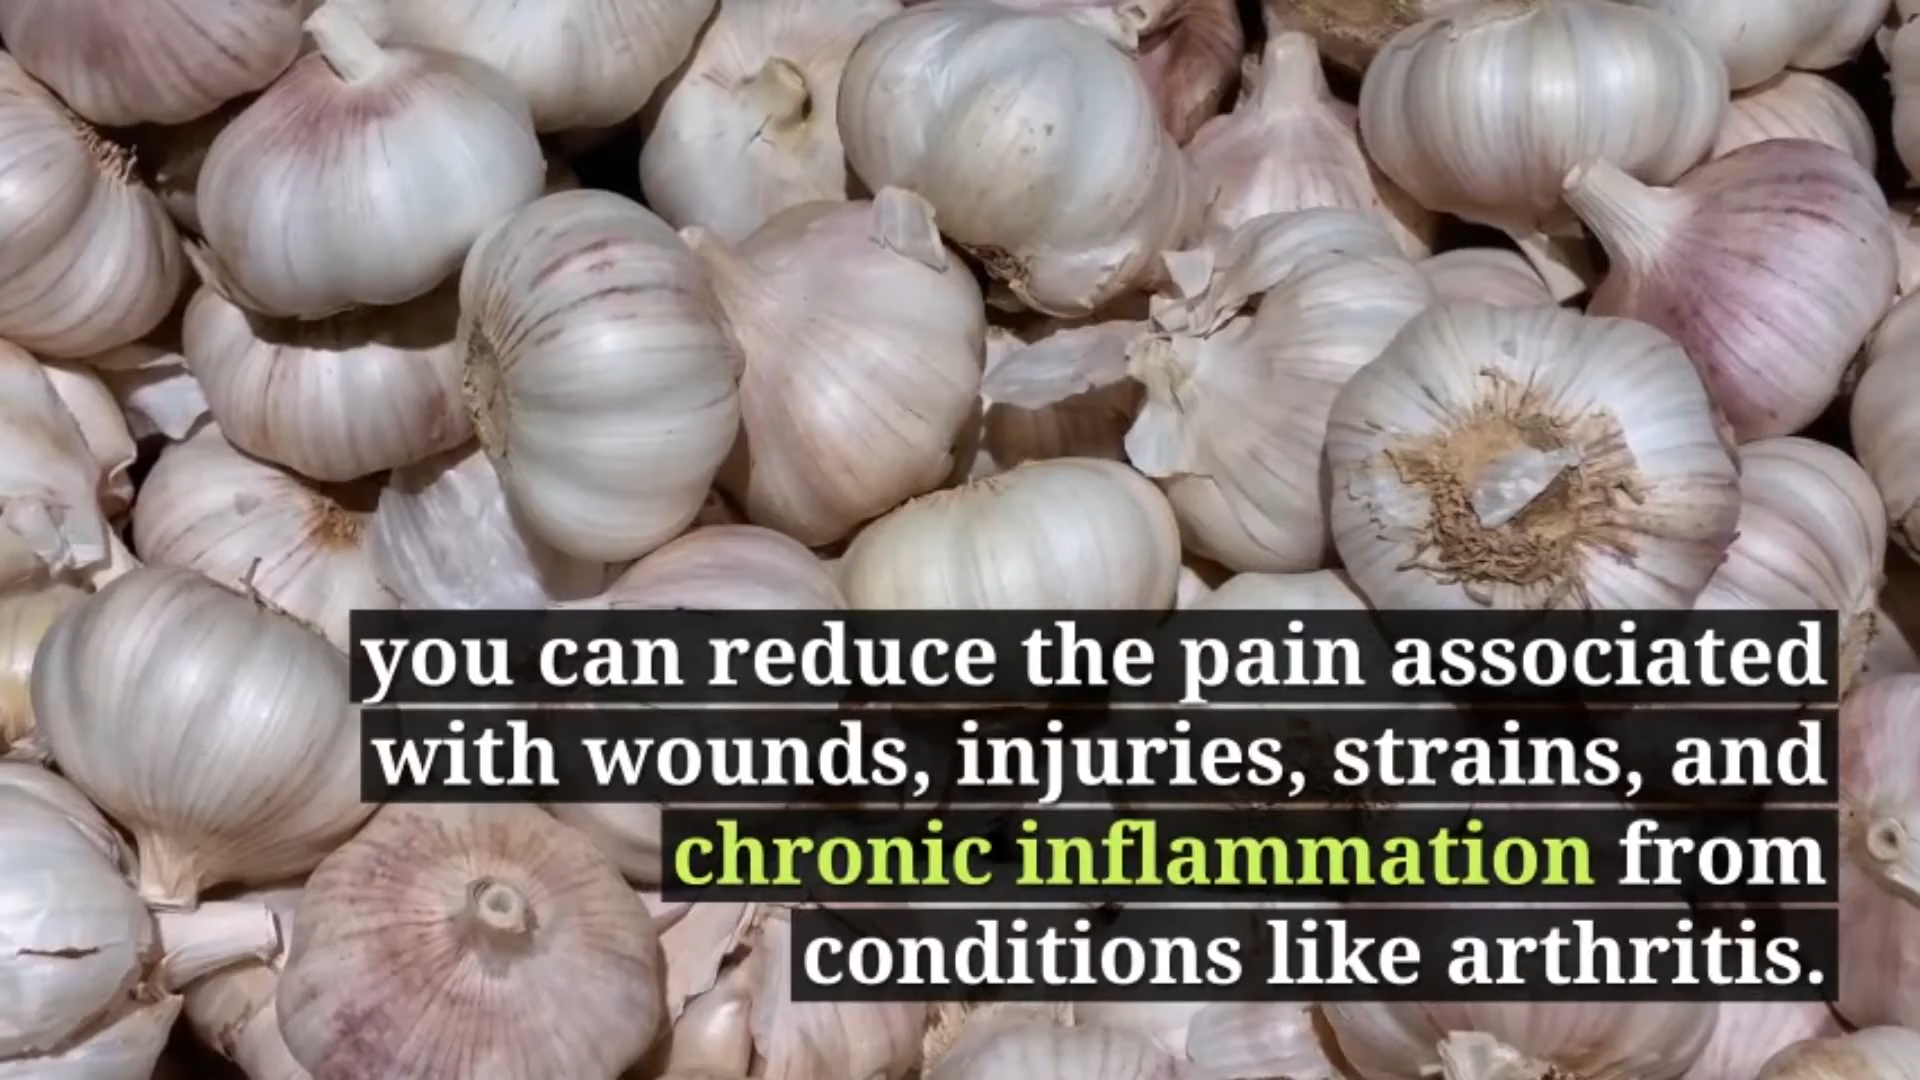 you can reduce the pain associated
with wounds, injuries, strains, and
chronic inflammation from
conditions like arthritis.